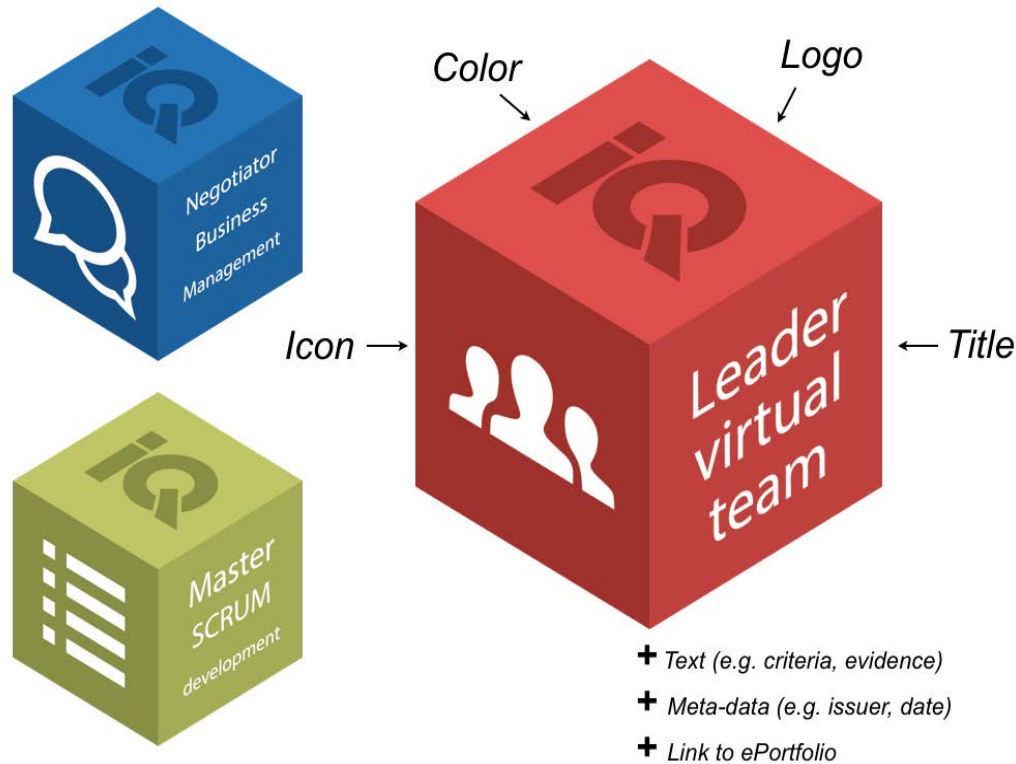 iQ
Negotiator
Business
Management
iQ
Master
SCRUM
development
Color
Logo
iQ
Icon
Leader
virtual
team
Title
+ Text (e.g. criteria, evidence)
+ Meta-data (e.g. issuer, date)
+ Link to ePortfolio